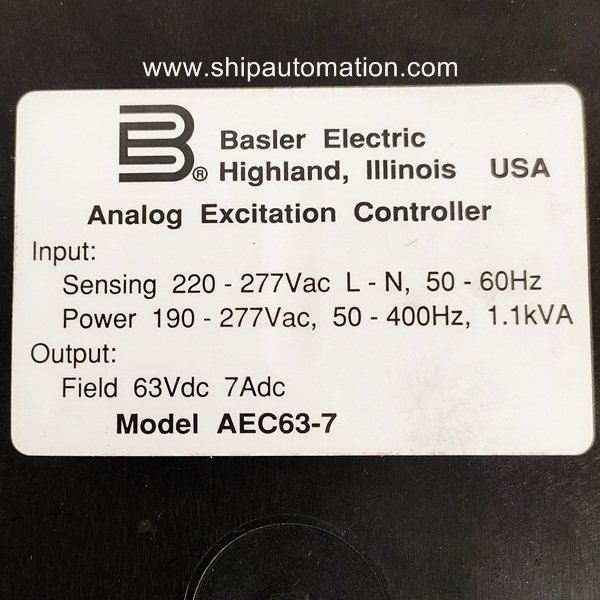 www.shipautomation.com
B® Basler Electric
Highland, Illinois USA
Analog Excitation Controller
Input:
Sensing 220 - 277Vac L - N, 50 - 60Hz
Power 190 - 277Vac, 50 - 400Hz, 1.1kVA
Output:
Field 63Vdc 7Adc
Model AEC63-7